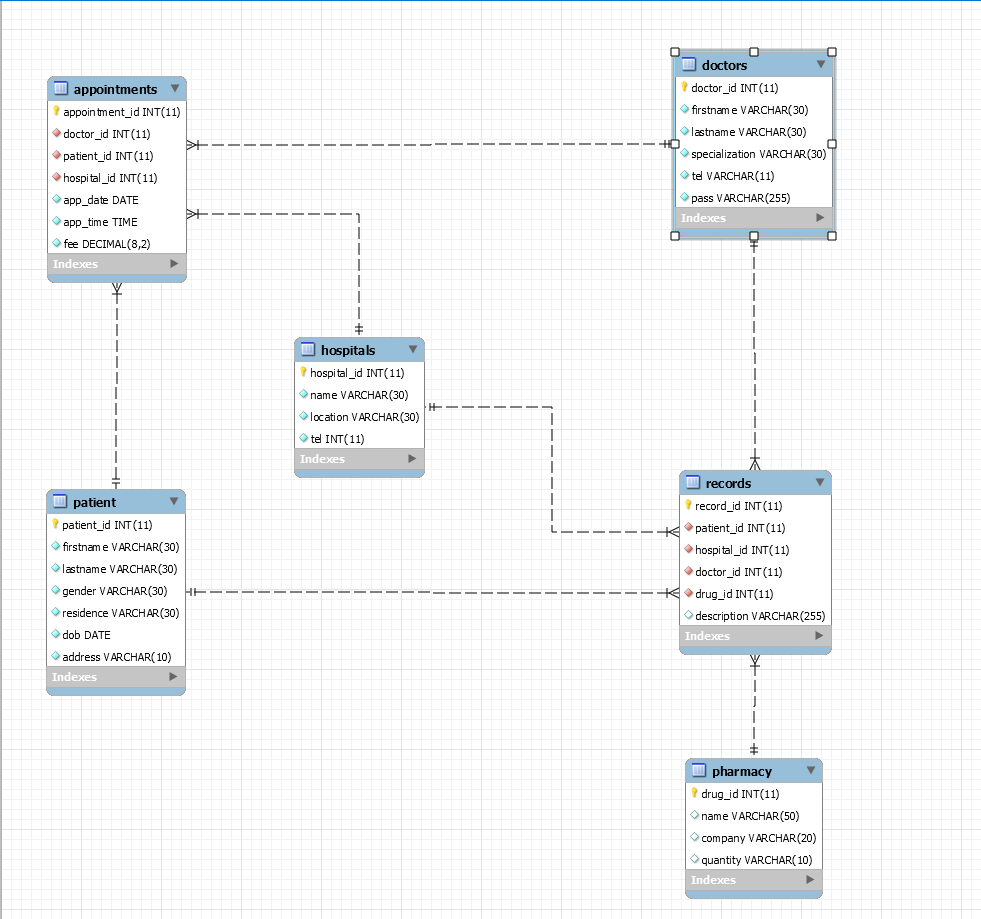 appointments
appointment_id INT(11)
doctor_id INT(11)
patient_id INT(11)
hospital_id INT(11)
app_date DATE
app_time TIME
fee DECIMAL(8,2)
Indexes
doctors
doctor_id INT(11)
firstname VARCHAR(30)
lastname VARCHAR(30)
specialization VARCHAR(30)
tel VARCHAR(11)
pass VARCHAR(255)
Indexes
hospitals
hospital_id INT(11)
name VARCHAR(30)
location VARCHAR(30)
tel INT(11)
Indexes
patient
patient_id INT(11)
firstname VARCHAR(30)
lastname VARCHAR(30)
gender VARCHAR(30)
residence VARCHAR(30)
dob DATE
address VARCHAR(10)
Indexes
records
record_id INT(11)
patient_id INT(11)
hospital_id INT(11)
doctor_id INT(11)
drug_id INT(11)
description VARCHAR(255)
Indexes
pharmacy
drug_id INT(11)
name VARCHAR(50)
company VARCHAR(20)
quantity VARCHAR(10)
Indexes